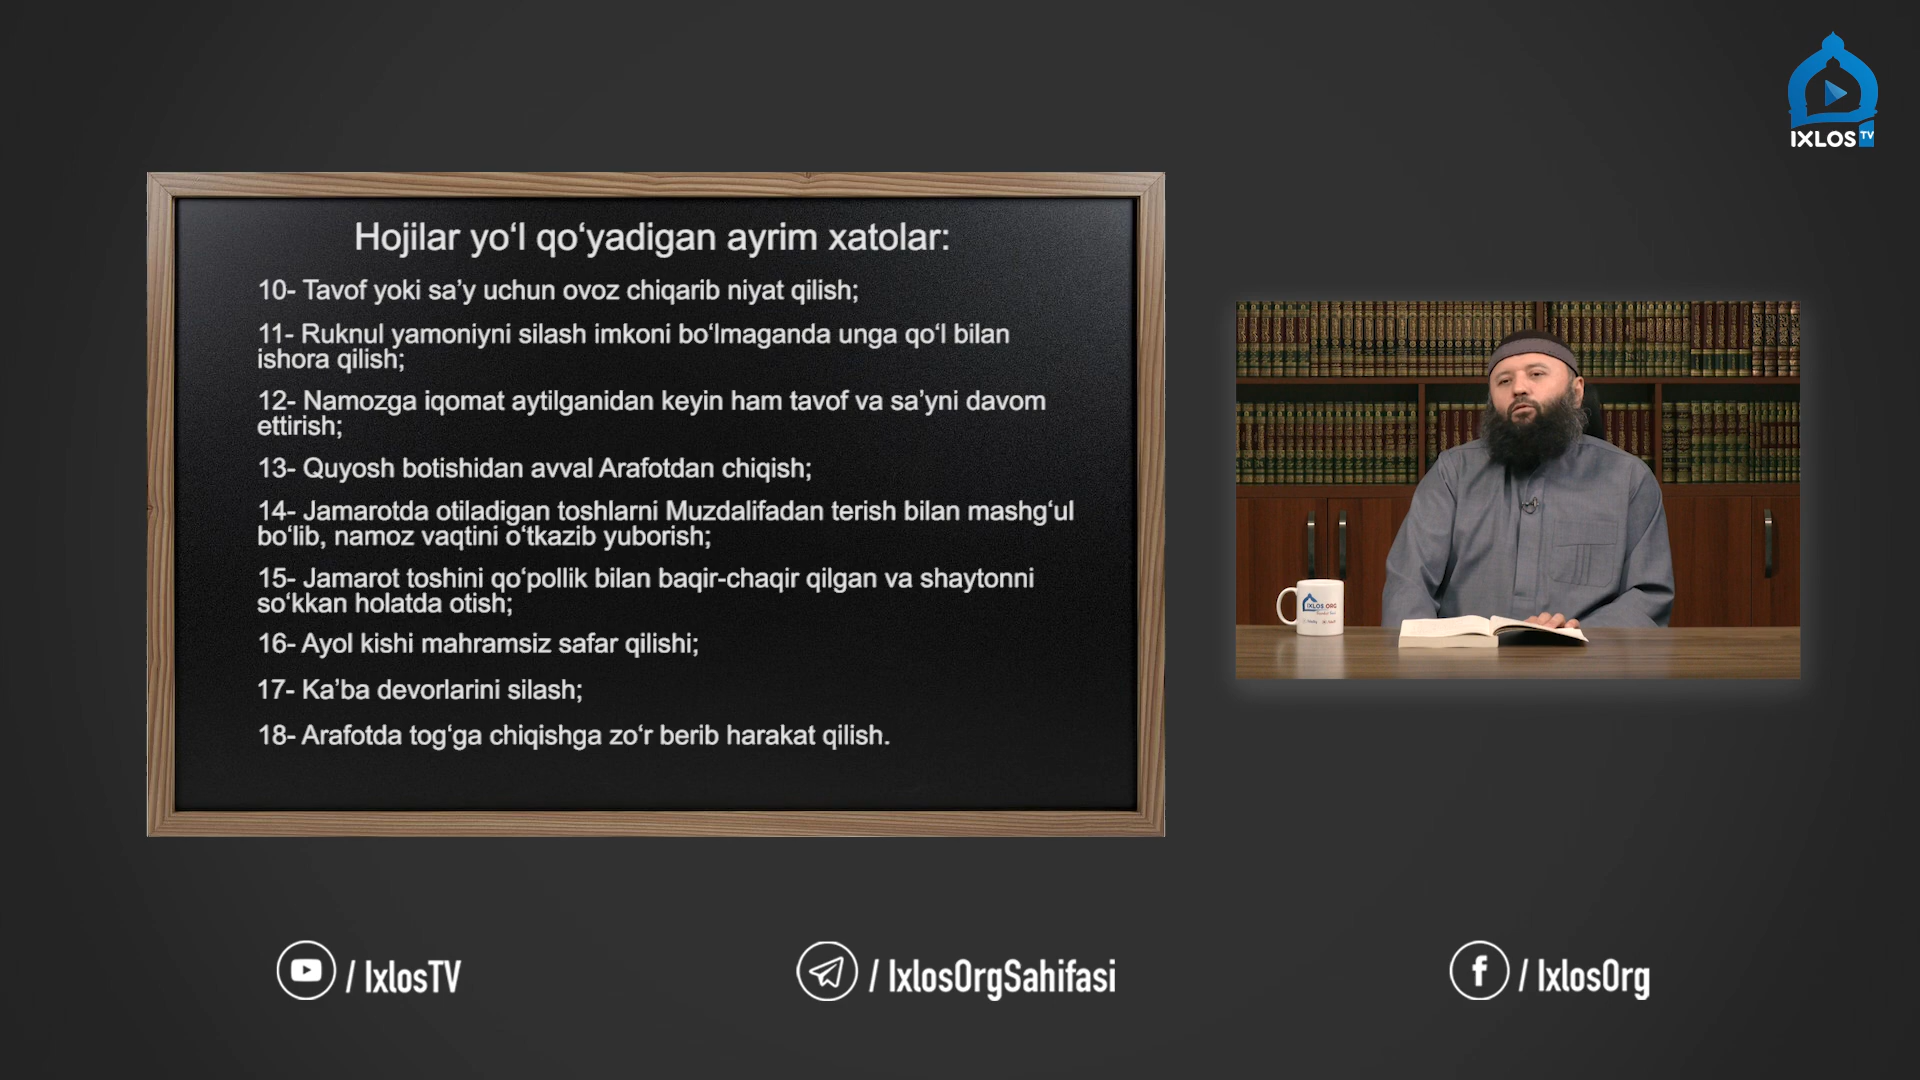 IXLOS TV
Hojilar yo‘l qo‘yadigan ayrim xatolar:
10- Tavof yoki sa’y uchun ovoz chiqarib niyat qilish;
11- Ruknul yamoniyni silash imkoni bo‘lmaganda unga qo‘l bilan
ishora qilish;
12- Namozga iqomat aytilganidan keyin ham tavof va sa’yni davom
ettirish;
13- Quyosh botishidan avval Arafotdan chiqish;
14- Jamarotda otiladigan toshlarni Muzdalifadan terish bilan mashg‘ul
bo‘lib, namoz vaqtini o‘tkazib yuborish;
15- Jamarot toshini qo‘pollik bilan baqir-chaqir qilgan va shaytonni
so‘kkan holatda otish;
16- Ayol kishi mahramsiz safar qilishi;
17- Ka’ba devorlarini silash;
18- Arafotda tog‘ga chiqishga zo‘r berib harakat qilish.
IXLOS ORG
/ IxlosTV
/ IxlosOrgSahifasi
/ IxlosOrg